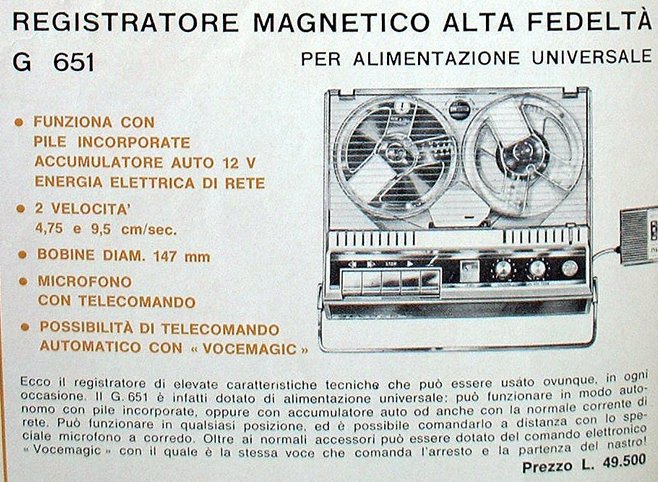 REGISTRATORE MAGNETICO ALTA FEDELTÀ
G 651 PER ALIMENTAZIONE UNIVERSALE
● FUNZIONA CON
PILE INCORPORATE
ACCUMULATORE AUTO 12 V
ENERGIA ELETTRICA DI RETE
● 2 VELOCITA'
4,75 e 9,5 cm/sec.
● BOBINE DIAM. 147 mm
● MICROFONO
CON TELECOMANDO
● POSSIBILITÀ DI TELECOMANDO
AUTOMATICO CON « VOCEMAGIC »
Ecco il registratore di elevate caratteristiche tecniche che può essere usato ovunque, in ogni
occasione. Il G. 651 è infatti dotato di alimentazione universale: può funzionare in modo auto-
nomo con pile incorporate, oppure con accumulatore auto od anche con la normale corrente di
rete. Può funzionare in qualsiasi posizione, ed è possibile comandarlo a distanza con lo spe-
ciale microfono a corredo. Oltre ai normali accessori può essere dotato del comando elettronico
« Vocemagic » con il quale è la stessa voce che comanda l'arresto e la partenza del nastro!
Prezzo L. 49.500